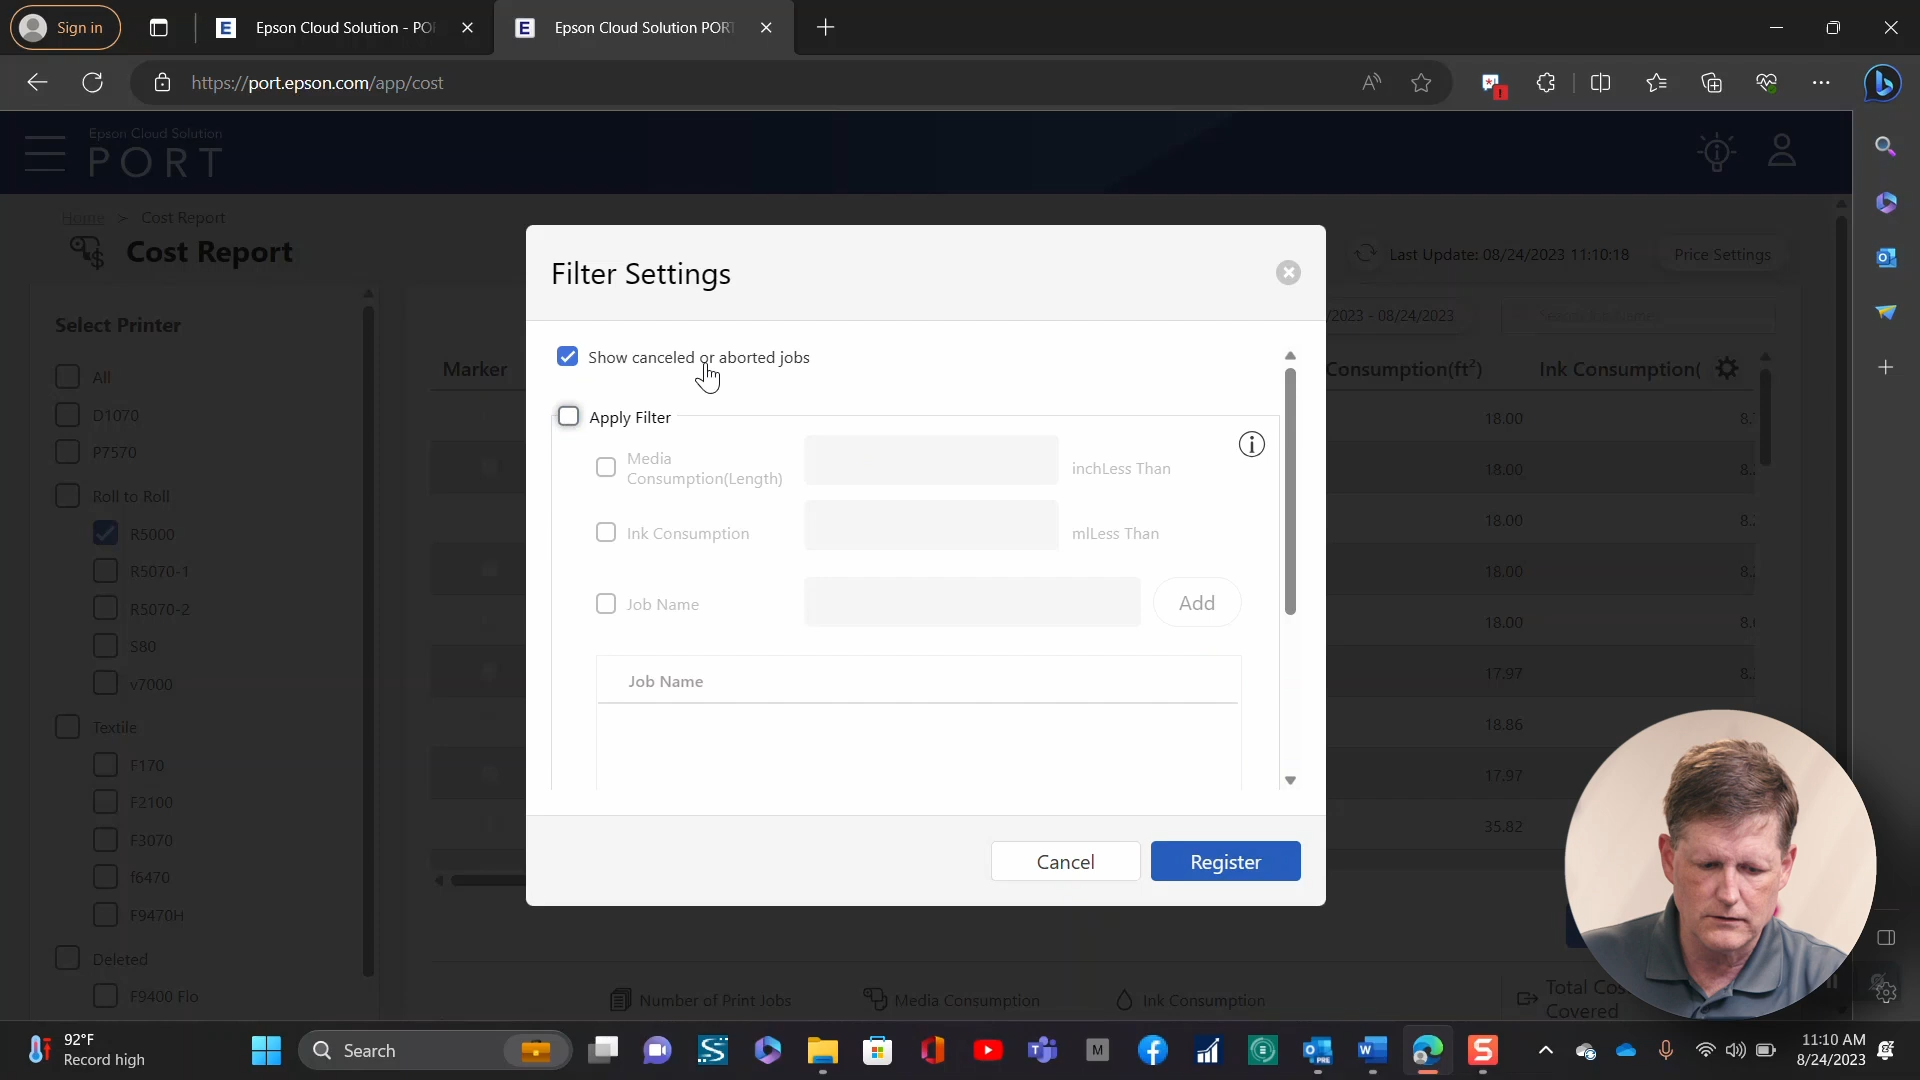 Sign in
Epson Cloud Solution - PO
Epson Cloud Solution POR
https://port.epson.com/app/cost
Epson Cloud Solution
PORT
Home > Cost Report
Cost Report
Last Update: 08/24/2023 11:10:18
Price Settings
/2023 - 08/24/2023
Select Printer
All
D1070
P7570
Roll to Roll
R5000
R5070-1
R5070-2
S80
v7000
Textile
F170
F2100
F3070
f6470
F9470H
Deleted
F9400 Flo
Marker
Consumption(ft²)
Ink Consumption(
18.00
18.00
18.00
18.00
17.97
18.86
17.97
35.82
Filter Settings
Show canceled or aborted jobs
Apply Filter
Media
Consumption(Length)
inchLess Than
Ink Consumption
mlLess Than
Job Name
Add
Job Name
Cancel
Register
Number of Print Jobs
Media Consumption
Ink Consumption
Total Cos
Covered
92°F
Record high
Search
11:10 AM
8/24/2023